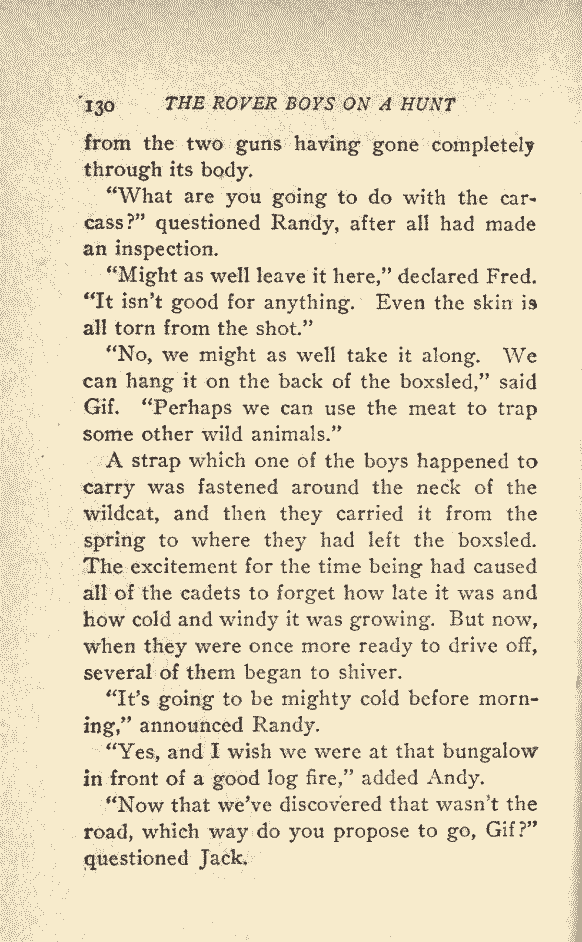 130 THE ROVER BOYS ON A HUNT
from the two guns having gone completely
through its body.
“What are you going to do with the car-
cass?” questioned Randy, after all had made
an inspection.
“Might as well leave it here,” declared Fred.
“It isn't good for anything. Even the skin is
all torn from the shot.”
“No, we might as well take it along. We
can hang it on the back of the boxsled,” said
Gif. “Perhaps we can use the meat to trap
some other wild animals.”
A strap which one of the boys happened to
carry was fastened around the neck of the
wildcat, and then they carried it from the
spring to where they had left the boxsled.
The excitement for the time being had caused
all of the cadets to forget how late it was and
how cold and windy it was growing. But now,
when they were once more ready to drive off,
several of them began to shiver.
“It's going to be mighty cold before morn-
ing,” announced Randy.
“Yes, and I wish we were at that bungalow
in front of a good log fire,” added Andy.
“Now that we've discovered that wasn't the
road, which way do you propose to go, Gif?”
questioned Jack.